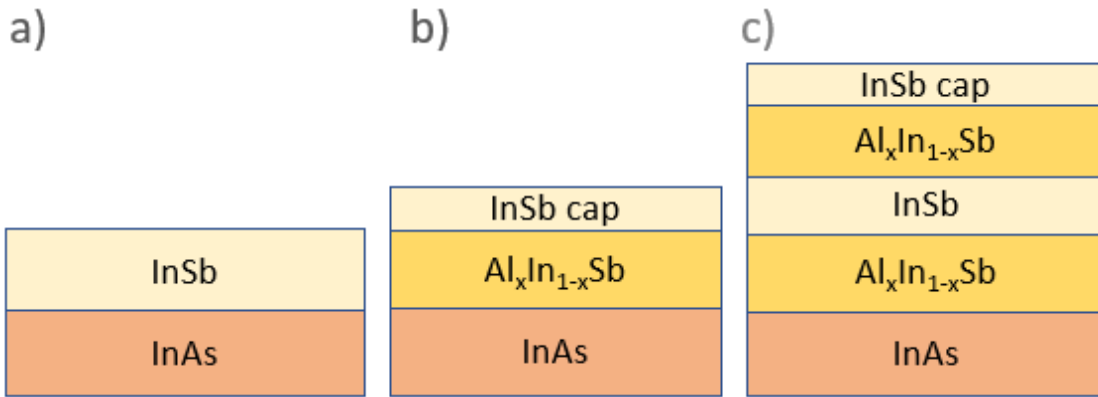 a)
InSb
InAs
b)
InSb cap
AlₓIn₁₋ₓSb
InAs
c)
InSb cap
AlₓIn₁₋ₓSb
InSb
AlₓIn₁₋ₓSb
InAs